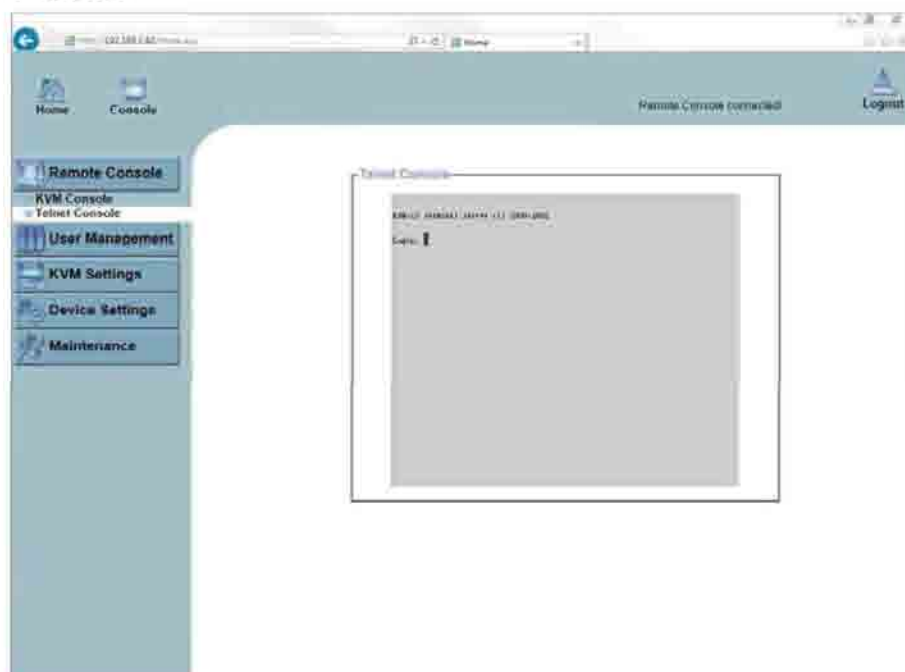 Home
Home
Console
Remote Console connected
Logout
Remote Console
KVM Console
Telnet Console
User Management
KVM Settings
Device Settings
Maintenance
Telnet Console
Login: